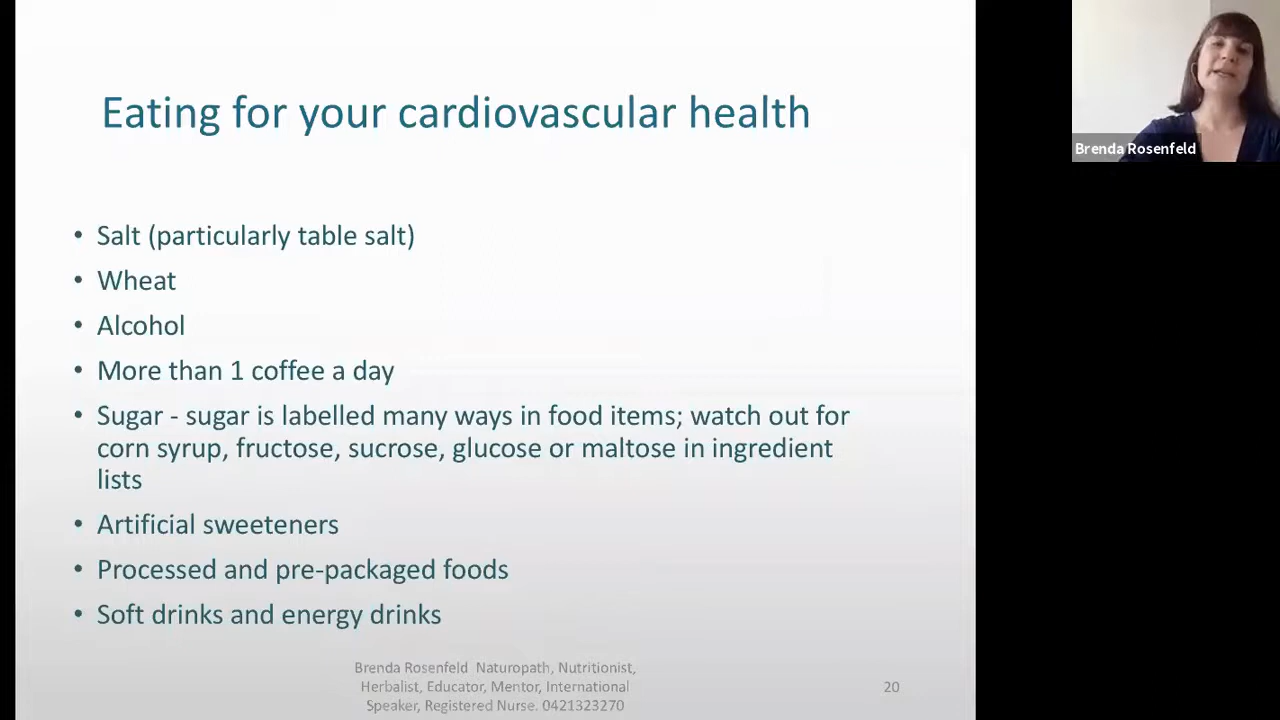 Eating for your cardiovascular health
Brenda Rosenfeld
• Salt (particularly table salt)
• Wheat
• Alcohol
• More than 1 coffee a day
• Sugar - sugar is labelled many ways in food items; watch out for
corn syrup, fructose, sucrose, glucose or maltose in ingredient
lists
• Artificial sweeteners
• Processed and pre-packaged foods
• Soft drinks and energy drinks
Brenda Rosenfeld  Naturopath, Nutritionist,
Herbalist, Educator, Mentor, International
Speaker, Registered Nurse. 0421323270
20